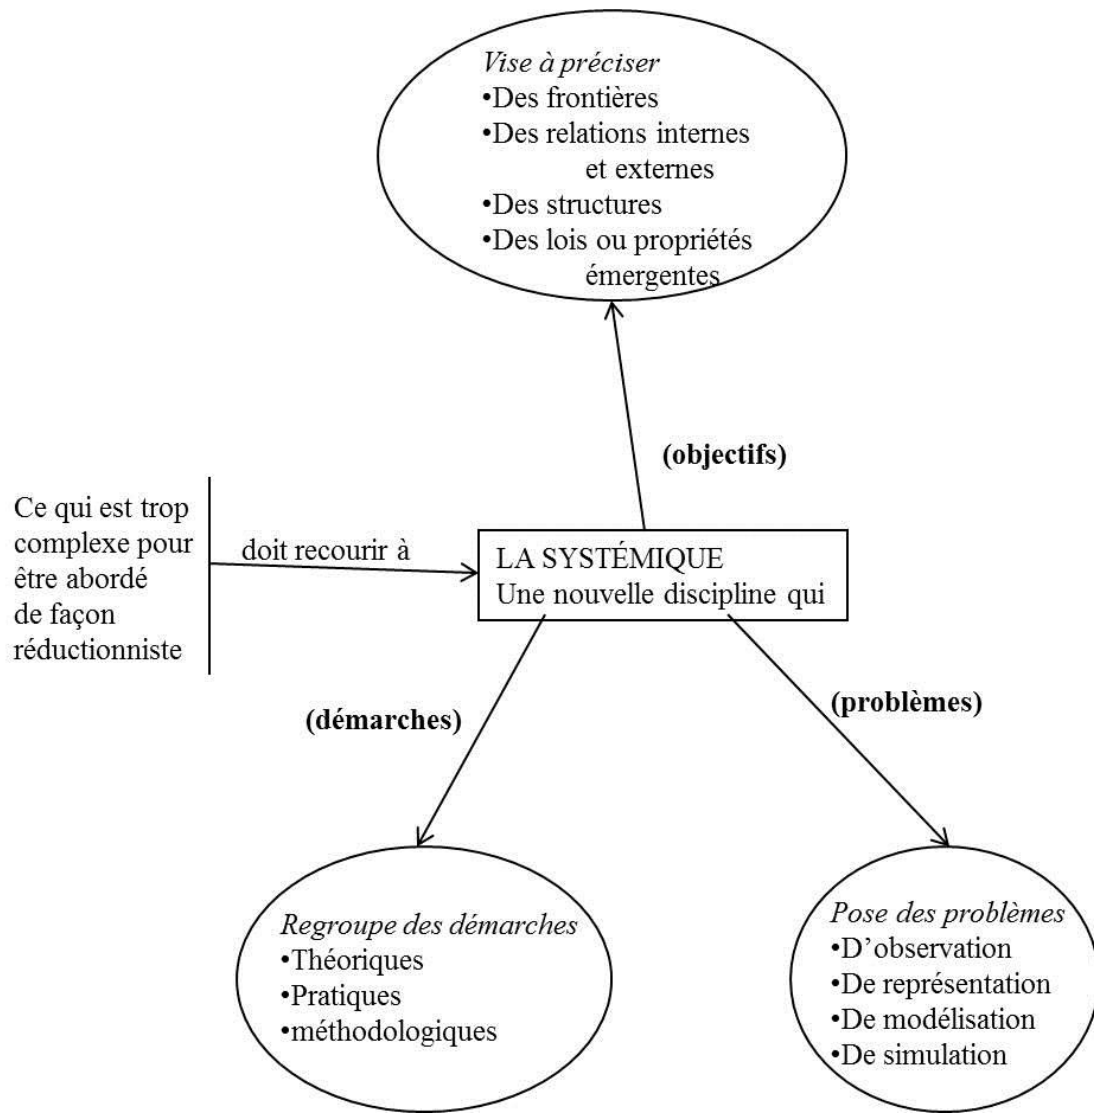 Vise à préciser
•Des frontières
•Des relations internes
et externes
•Des structures
•Des lois ou propriétés
émergentes
(objectifs)
Ce qui est trop
complexe pour
être abordé
de façon
réductionniste
doit recourir à
LA SYSTÉMIQUE
Une nouvelle discipline qui
(démarches)
(problèmes)
Regroupe des démarches
•Théoriques
•Pratiques
•méthodologiques
Pose des problèmes
•D’observation
•De représentation
•De modélisation
•De simulation